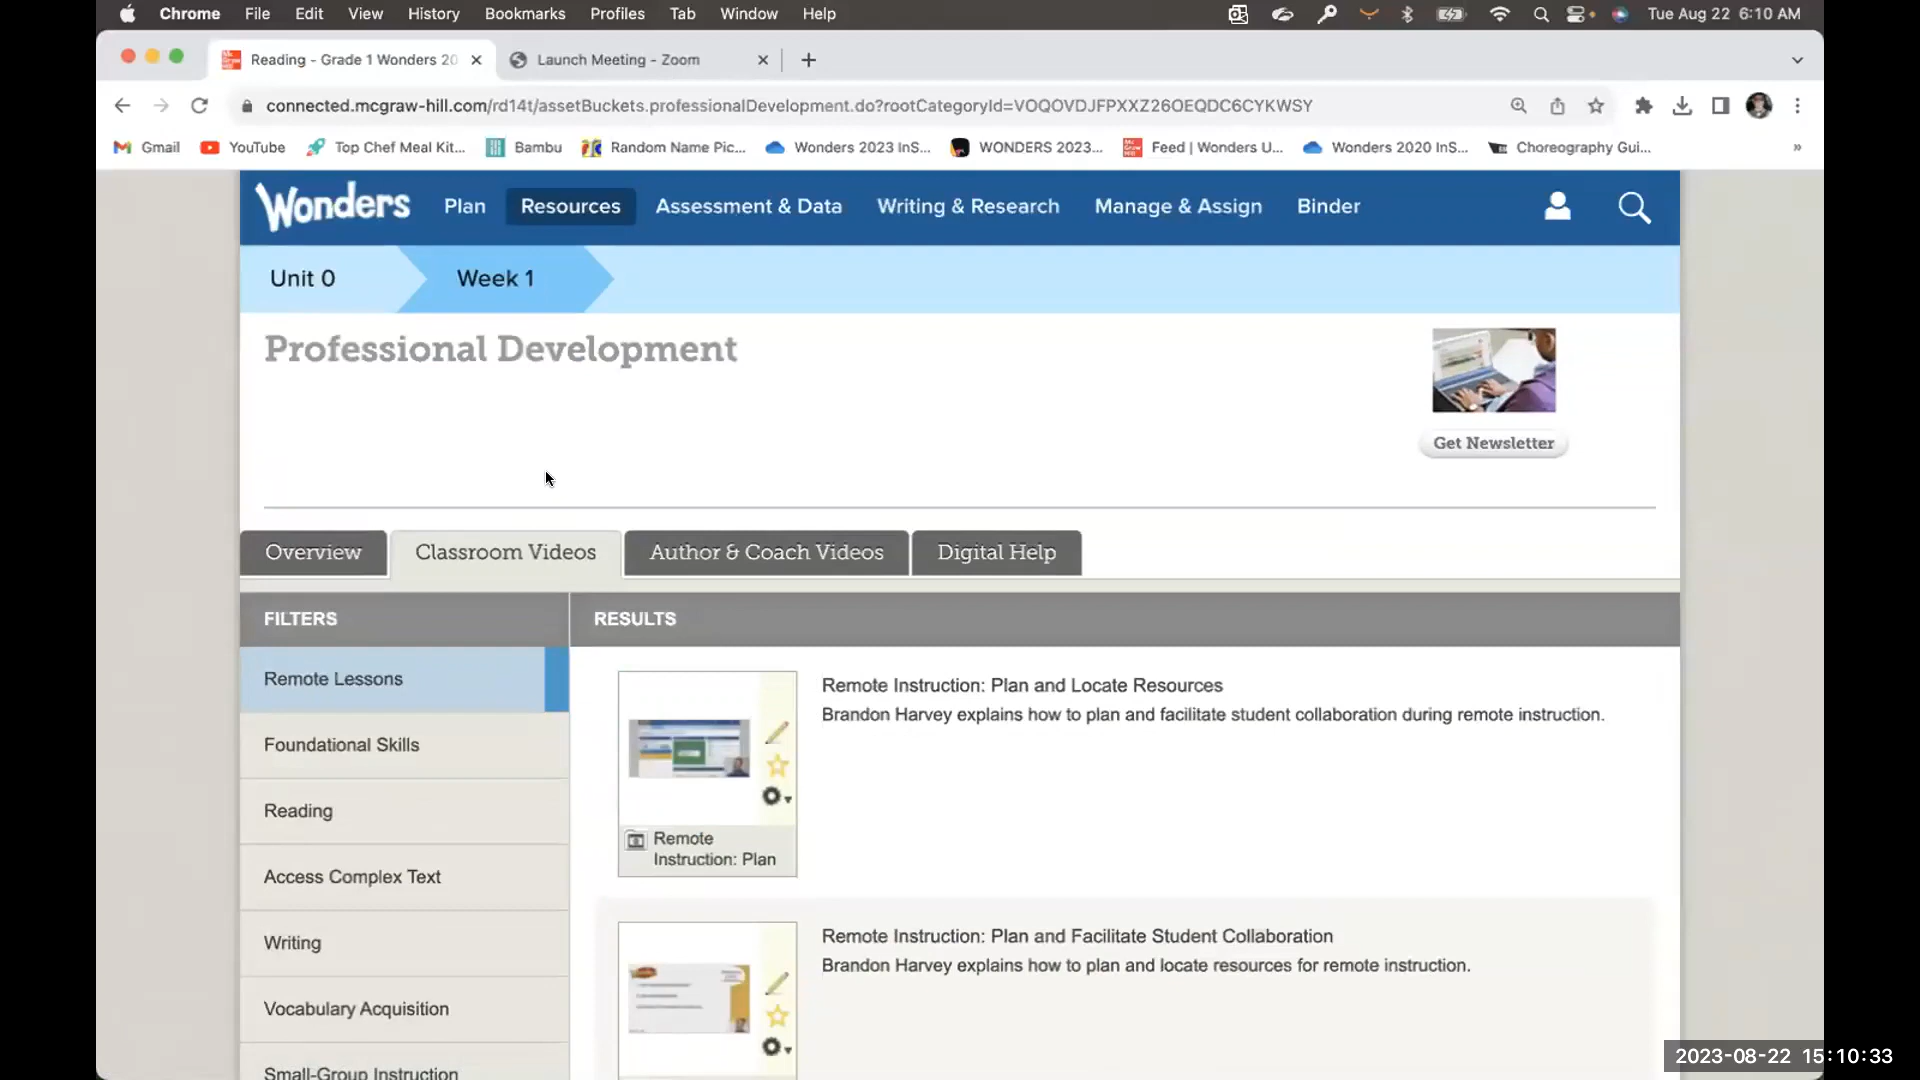 Chrome File Edit View History Bookmarks Profiles Tab Window Help Tue Aug 22 6:10 AM
Reading - Grade 1 Wonders 20 Launch Meeting - Zoom
connected.mcgraw-hill.com/rd14t/assetBuckets.professionalDevelopment.do?rootCategoryId=VOQOVDJFPXXZ26OEQDC6CYKWSY
Gmail YouTube Top Chef Meal Kit... Bambu Random Name Pic... Wonders 2023 InS... WONDERS 2023... Feed | Wonders U... Wonders 2020 InS... Choreography Gui... »
Wonders Plan Resources Assessment & Data Writing & Research Manage & Assign Binder
Unit 0 Week 1
Professional Development
Get Newsletter
Overview Classroom Videos Author & Coach Videos Digital Help
FILTERS RESULTS
Remote Lessons
Foundational Skills
Reading
Access Complex Text
Writing
Vocabulary Acquisition
Small-Group Instruction
Remote Instruction: Plan and Locate Resources
Brandon Harvey explains how to plan and facilitate student collaboration during remote instruction.
Remote
Instruction: Plan
Remote Instruction: Plan and Facilitate Student Collaboration
Brandon Harvey explains how to plan and locate resources for remote instruction.
2023-08-22 15:10:33